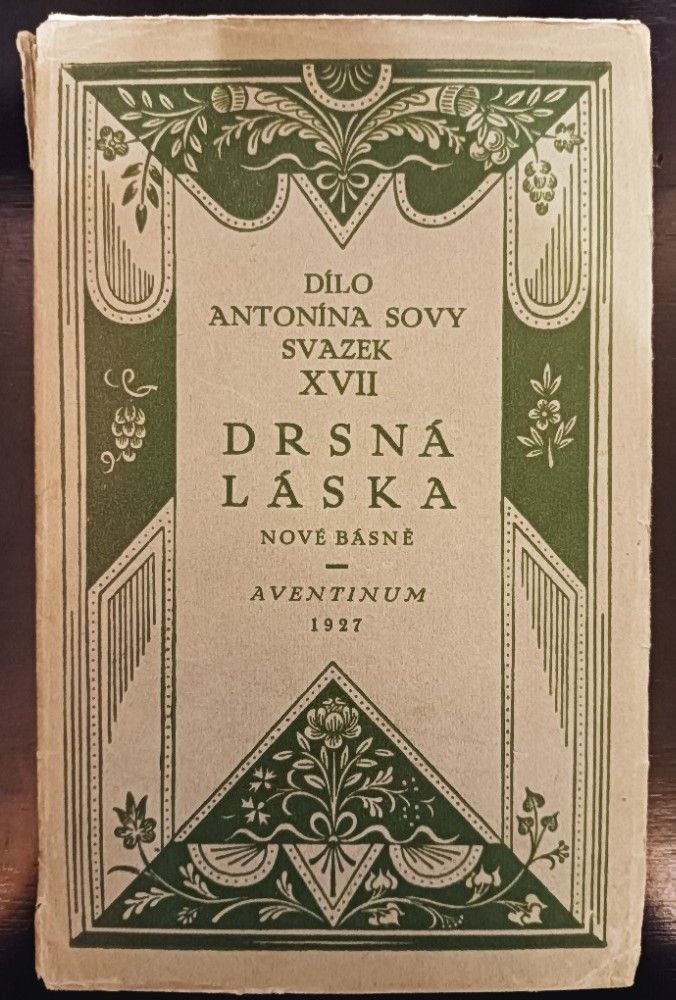 DÍLO
ANTONÍNA SOVY
SVAZEK
XVII
DRSNÁ
LÁSKA
NOVÉ BÁSNĚ
AVENTINUM
1927